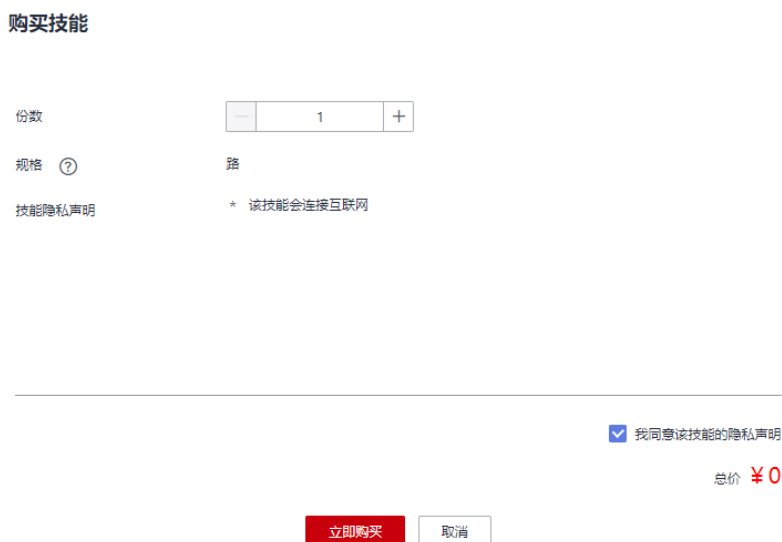 购买技能
份数 1
规格 ? 路
技能隐私声明 * 该技能会连接互联网
我同意该技能的隐私声明
总价 ¥0
立即购买 取消